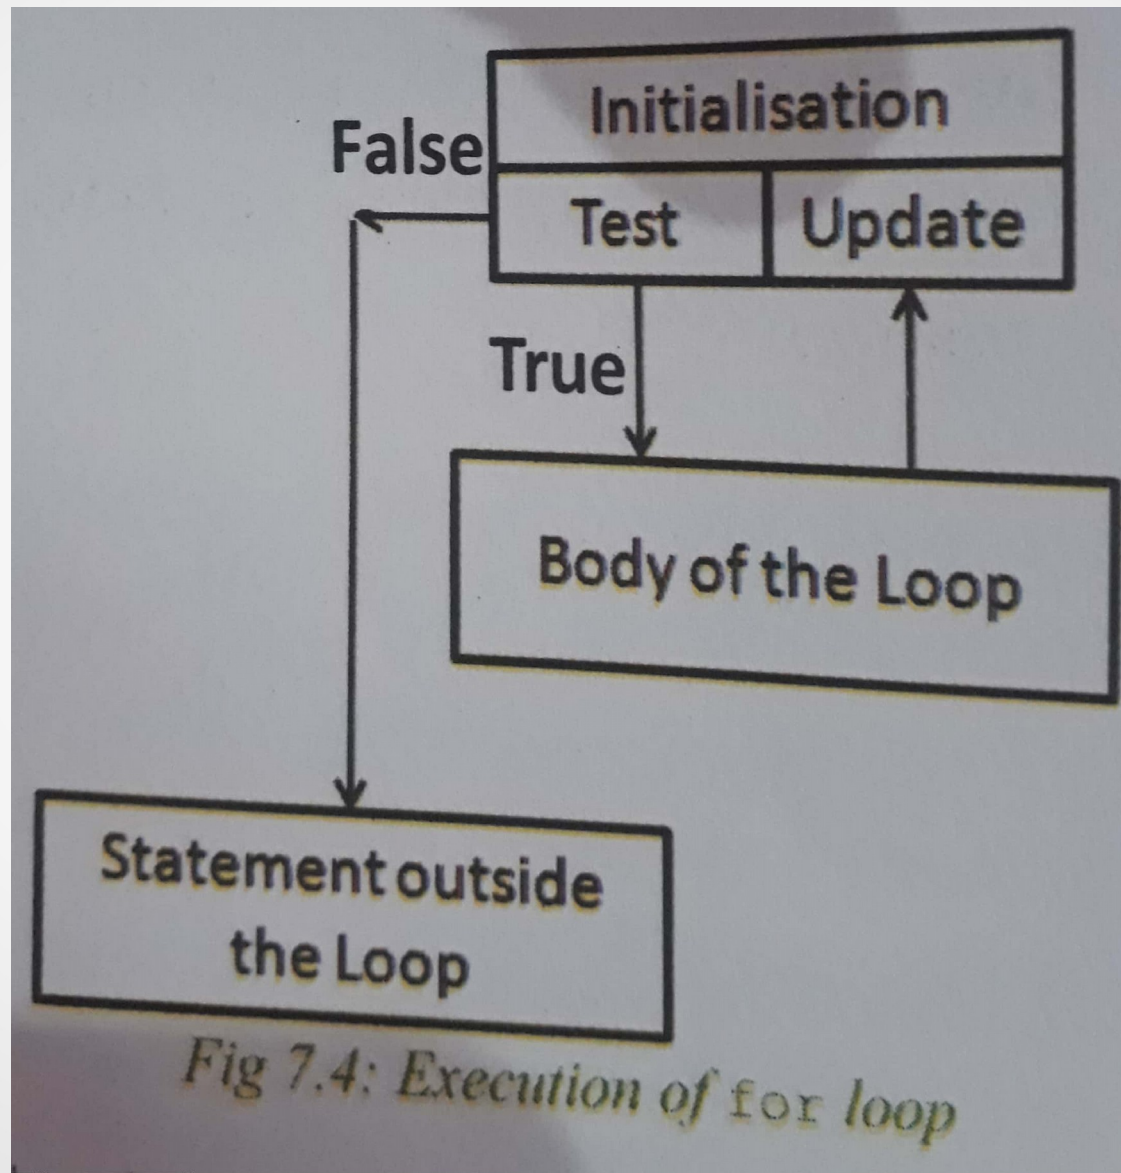 Initialisation
False
Test
Update
True
Body of the Loop
Statement outside
the Loop
Fig 7.4: Execution of for loop